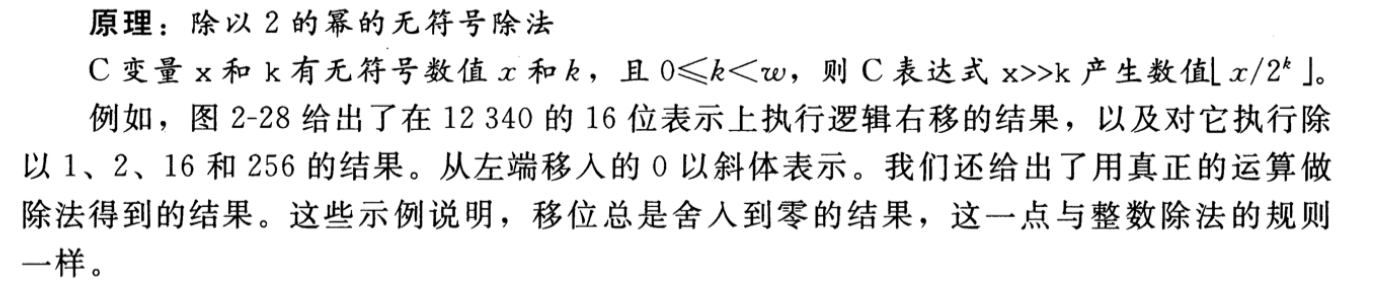 原理：除以 2 的幂的无符号除法
C 变量 x 和 k 有无符号数值 x 和 k，且 0≤k<w，则 C 表达式 x>>k 产生数值⌊x/2ᵏ⌋。
例如，图 2-28 给出了在 12 340 的 16 位表示上执行逻辑右移的结果，以及对它执行除
以 1、2、16 和 256 的结果。从左端移入的 0 以斜体表示。我们还给出了用真正的运算做
除法得到的结果。这些示例说明，移位总是舍入到零的结果，这一点与整数除法的规则
一样。